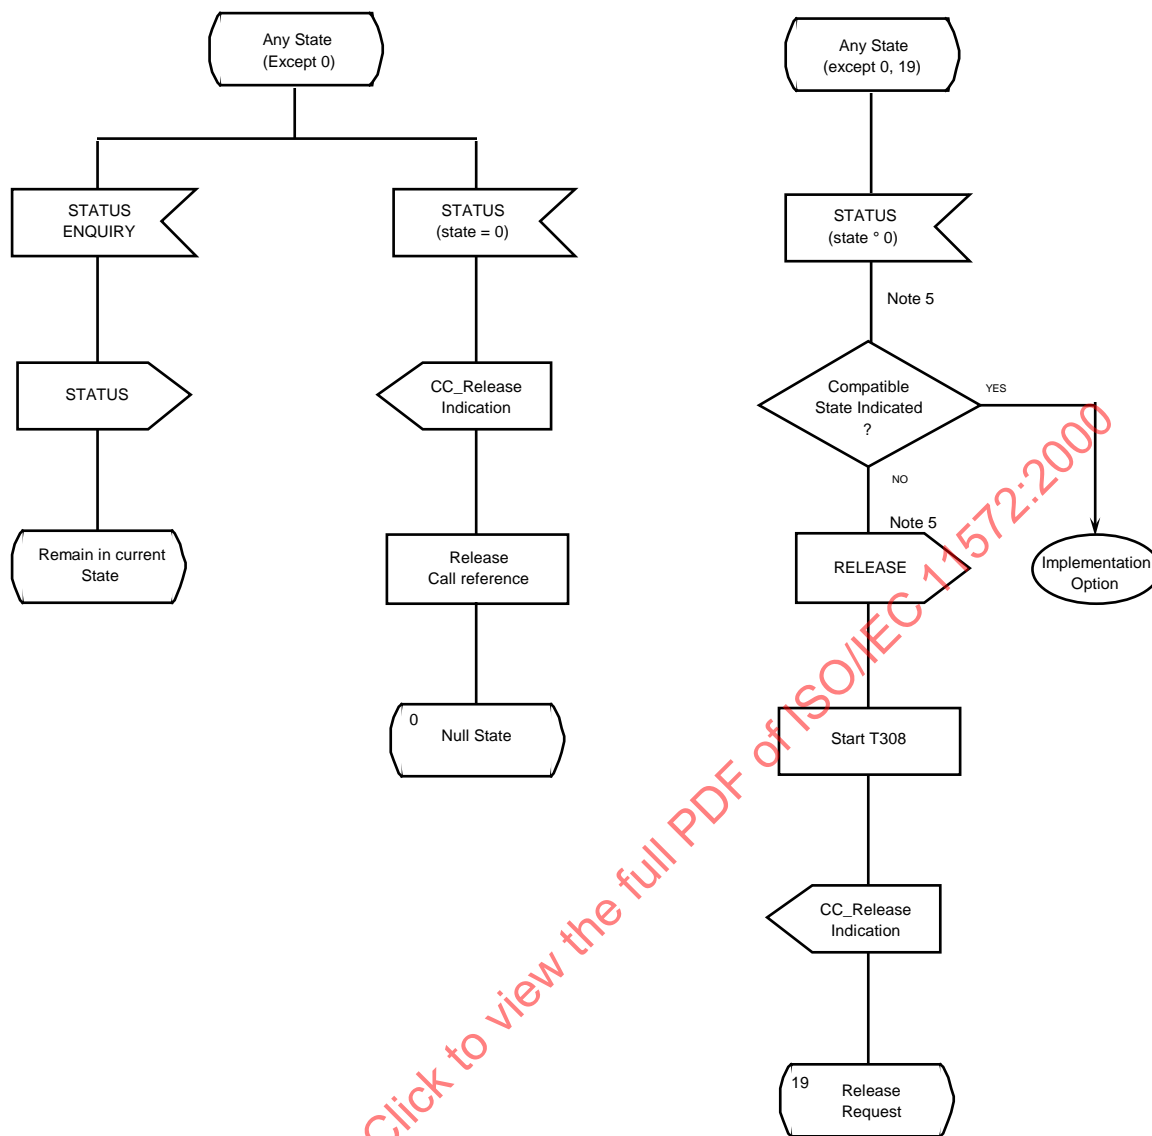 Any State
(Except 0)
STATUS
ENQUIRY
STATUS
(state = 0)
STATUS
CC_Release
Indication
Remain in current
State
Release
Call reference
0
Null State
Any State
(except 0, 19)
STATUS
(state ° 0)
Note 5
Compatible
State Indicated
?
YES
NO
Note 5
RELEASE
Implementation
Option
Start T308
CC_Release
Indication
19
Release
Request
Click to view the full PDF of ISO/IEC 11572:2000